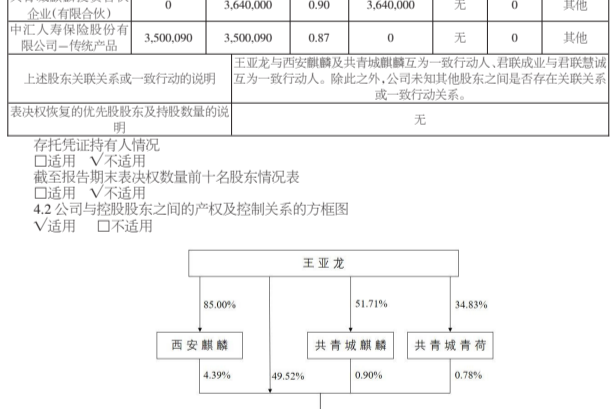 企业(有限合伙) 0 3,640,000 0.90 3,640,000 无 0 其他
中汇人寿保险股份有限公司—传统产品 3,500,090 3,500,090 0.87 0 无 0 其他
上述股东关联关系或一致行动的说明
王亚龙与西安麒麟及共青城麒麟互为一致行动人、君联成业与君联慧诚
互为一致行动人。除此之外,公司未知其他股东之间是否存在关联关系
或一致行动关系。
表决权恢复的优先股股东及持股数量的说
明
无
存托凭证持有人情况
□适用 √不适用
截至报告期末表决权数量前十名股东情况表
□适用 √不适用
4.2 公司与控股股东之间的产权及控制关系的方框图
√适用 □不适用
王亚龙
85.00% 51.71% 34.83%
西安麒麟 共青城麒麟 共青城青荷
4.39% 49.52% 0.90% 0.78%